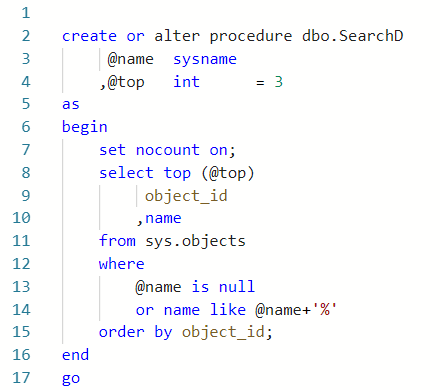 1
2 create or alter procedure dbo.SearchD
3 @name sysname
4 ,@top int = 3
5 as
6 begin
7 set nocount on;
8 select top (@top)
9 object_id
10 ,name
11 from sys.objects
12 where
13 @name is null
14 or name like @name+'%'
15 order by object_id;
16 end
17 go